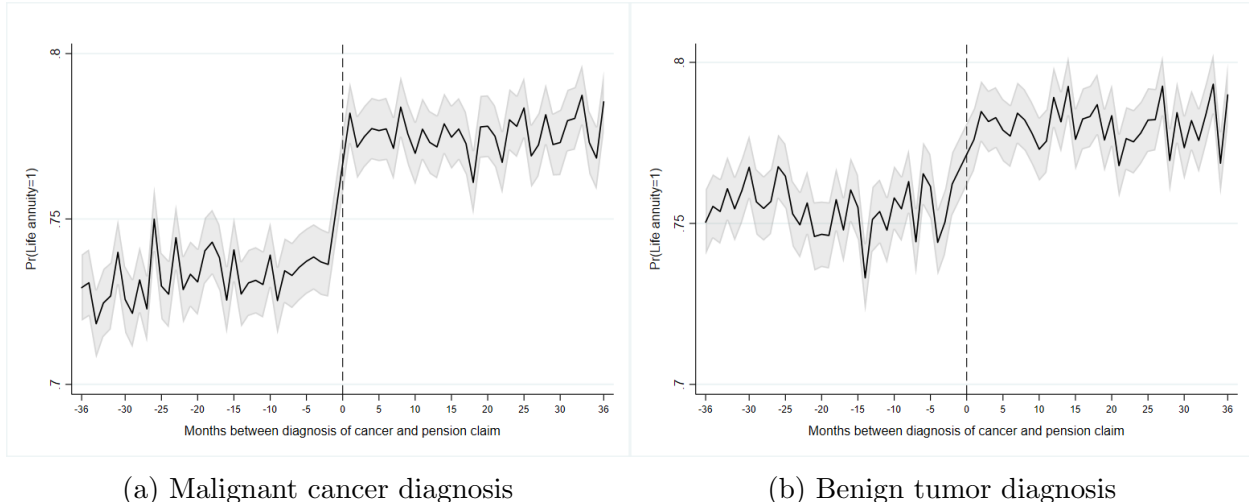 .8
.75
.7
Pr(Life annuity=1)
-36 -30 -25 -20 -15 -10 -5 0 5 10 15 20 25 30 36
Months between diagnosis of cancer and pension claim
(a) Malignant cancer diagnosis
.8
.75
.7
Pr(Life annuity=1)
-36 -30 -25 -20 -15 -10 -5 0 5 10 15 20 25 30 36
Months between diagnosis of cancer and pension claim
(b) Benign tumor diagnosis